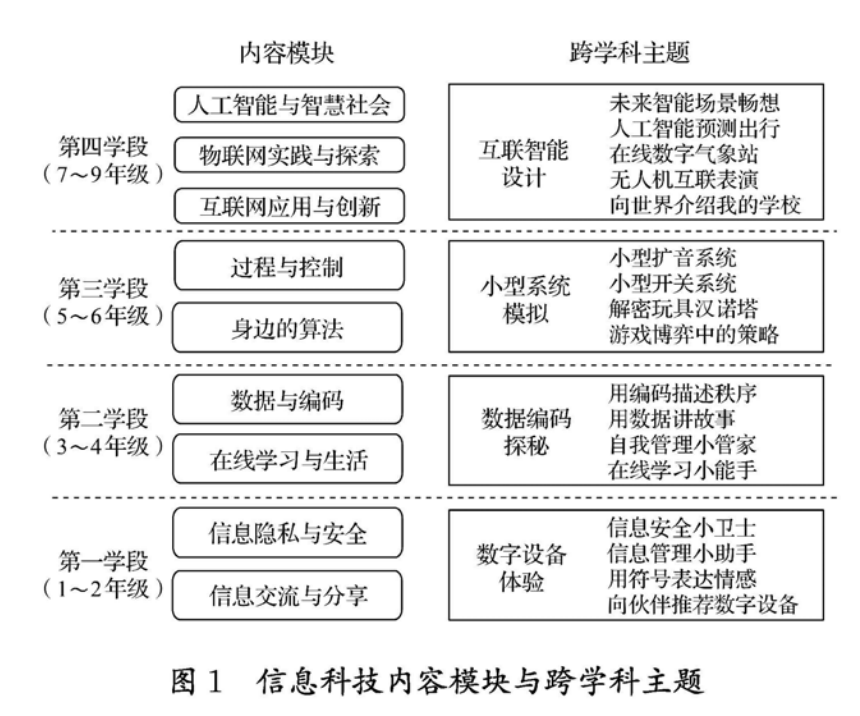 内容模块 跨学科主题
第四学段
（7～9年级）
人工智能与智慧社会
物联网实践与探索
互联网应用与创新
互联智能
设计
未来智能场景畅想
人工智能预测出行
在线数字气象站
无人机互联表演
向世界介绍我的学校
第三学段
（5～6年级）
过程与控制
身边的算法
小型系统
模拟
小型扩音系统
小型开关系统
解密玩具汉诺塔
游戏博弈中的策略
第二学段
（3～4年级）
数据与编码
在线学习与生活
数据编码
探秘
用编码描述秩序
用数据讲故事
自我管理小管家
在线学习小能手
第一学段
（1～2年级）
信息隐私与安全
信息交流与分享
数字设备
体验
信息安全小卫士
信息管理小助手
用符号表达情感
向伙伴推荐数字设备
图 1 信息科技内容模块与跨学科主题